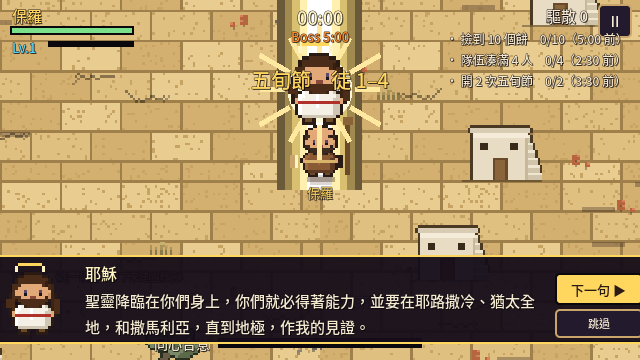 保羅
Lv.1
00:00
Boss 5:00
驅散 0
· 撿到 10 個餅 0/10（5:00 前）
· 隊伍湊滿 4 人 0/4（2:30 前）
· 開 2 次五旬節 0/2（3:30 前）
五旬節 徒 1–4
保羅
耶穌
聖靈降臨在你們身上，你們就必得著能力，並要在耶路撒冷、猶太全
地，和撒馬利亞，直到地極，作我的見證。
下一句 ▶
跳過